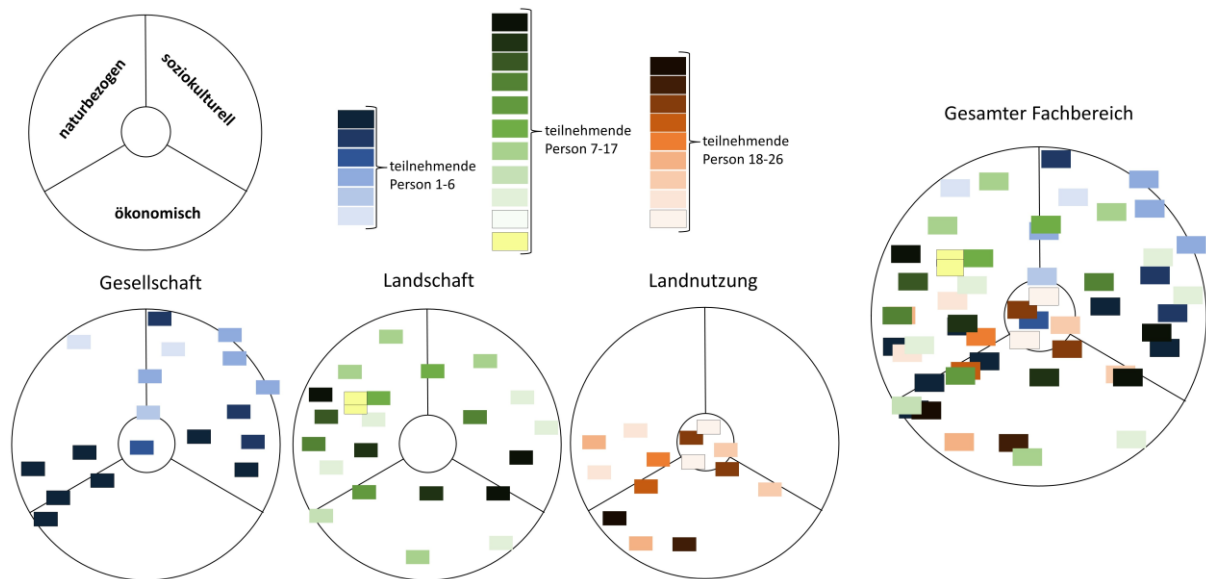 naturbezogen
soziokulturell
ökonomisch
teilnehmende
Person 1-6
teilnehmende
Person 7-17
teilnehmende
Person 18-26
Gesamter Fachbereich
Gesellschaft
Landschaft
Landnutzung